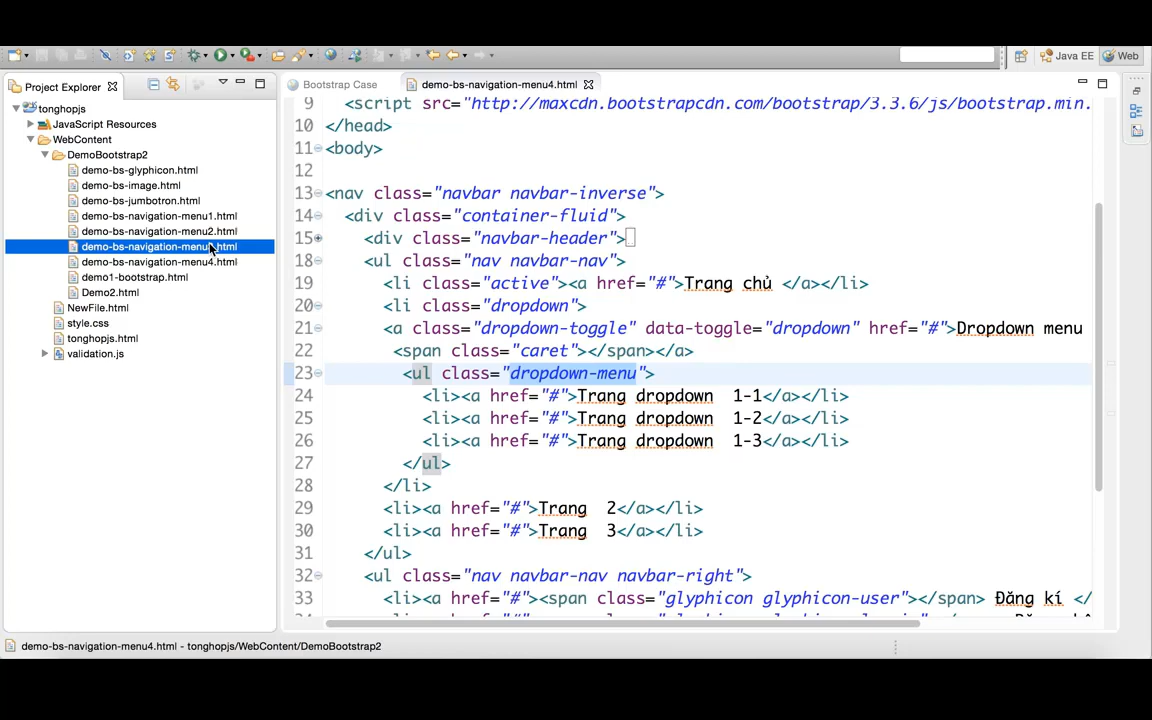 Java EE
Web
Project Explorer
Bootstrap Case
demo-bs-navigation-menu4.html
tonghopjs
JavaScript Resources
WebContent
DemoBootstrap2
demo-bs-glyphicon.html
demo-bs-image.html
demo-bs-jumbotron.html
demo-bs-navigation-menu1.html
demo-bs-navigation-menu2.html
demo-bs-navigation-menu html
demo-bs-navigation-menu4.html
demo1-bootstrap.html
Demo2.html
NewFile.html
style.css
tonghopjs.html
validation.js
9 <script src="http://maxcdn.bootstrapcdn.com/bootstrap/3.3.6/js/bootstrap.min.
10 </head>
11 <body>
12
13 <nav class="navbar navbar-inverse">
14 <div class="container-fluid">
15 <div class="navbar-header">
18 <ul class="nav navbar-nav">
19 <li class="active"><a href="#">Trang chủ </a></li>
20 <li class="dropdown">
21 <a class="dropdown-toggle" data-toggle="dropdown" href="#">Dropdown menu
22 <span class="caret"></span></a>
23 <ul class="dropdown-menu">
24 <li><a href="#">Trang dropdown 1-1</a></li>
25 <li><a href="#">Trang dropdown 1-2</a></li>
26 <li><a href="#">Trang dropdown 1-3</a></li>
27 </ul>
28 </li>
29 <li><a href="#">Trang 2</a></li>
30 <li><a href="#">Trang 3</a></li>
31 </ul>
32 <ul class="nav navbar-nav navbar-right">
33 <li><a href="#"><span class="glyphicon glyphicon-user"></span> Đăng kí </
demo-bs-navigation-menu4.html - tonghopjs/WebContent/DemoBootstrap2